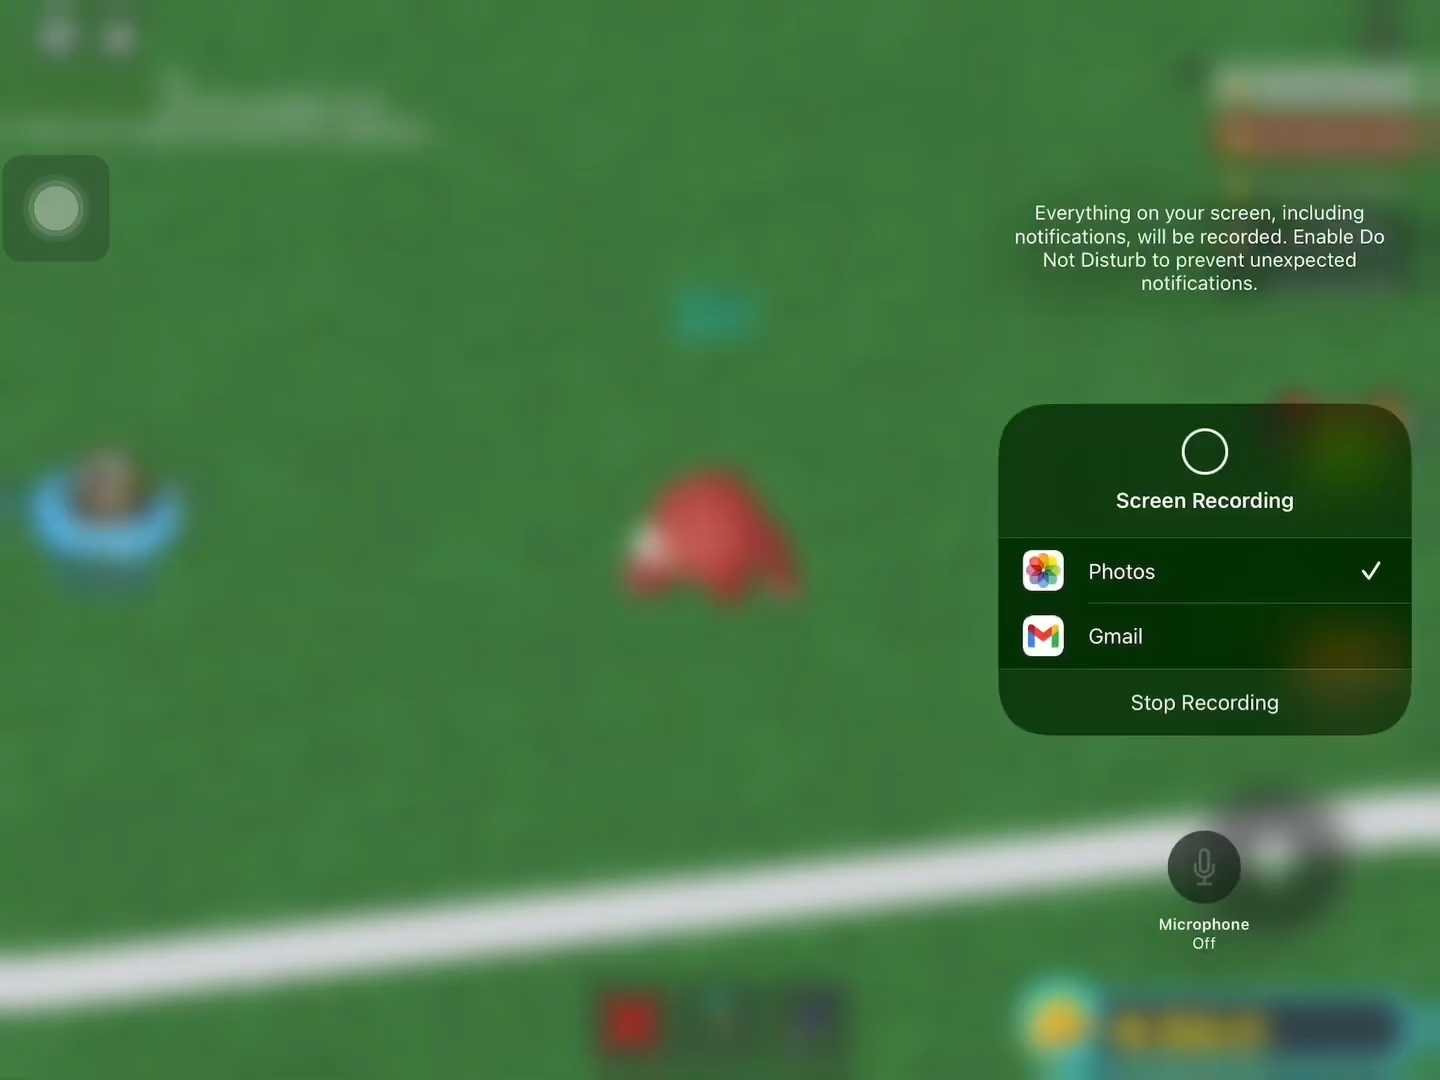 Everything on your screen, including
notifications, will be recorded. Enable Do
Not Disturb to prevent unexpected
notifications.
Screen Recording
Photos
Gmail
Stop Recording
Microphone
Off